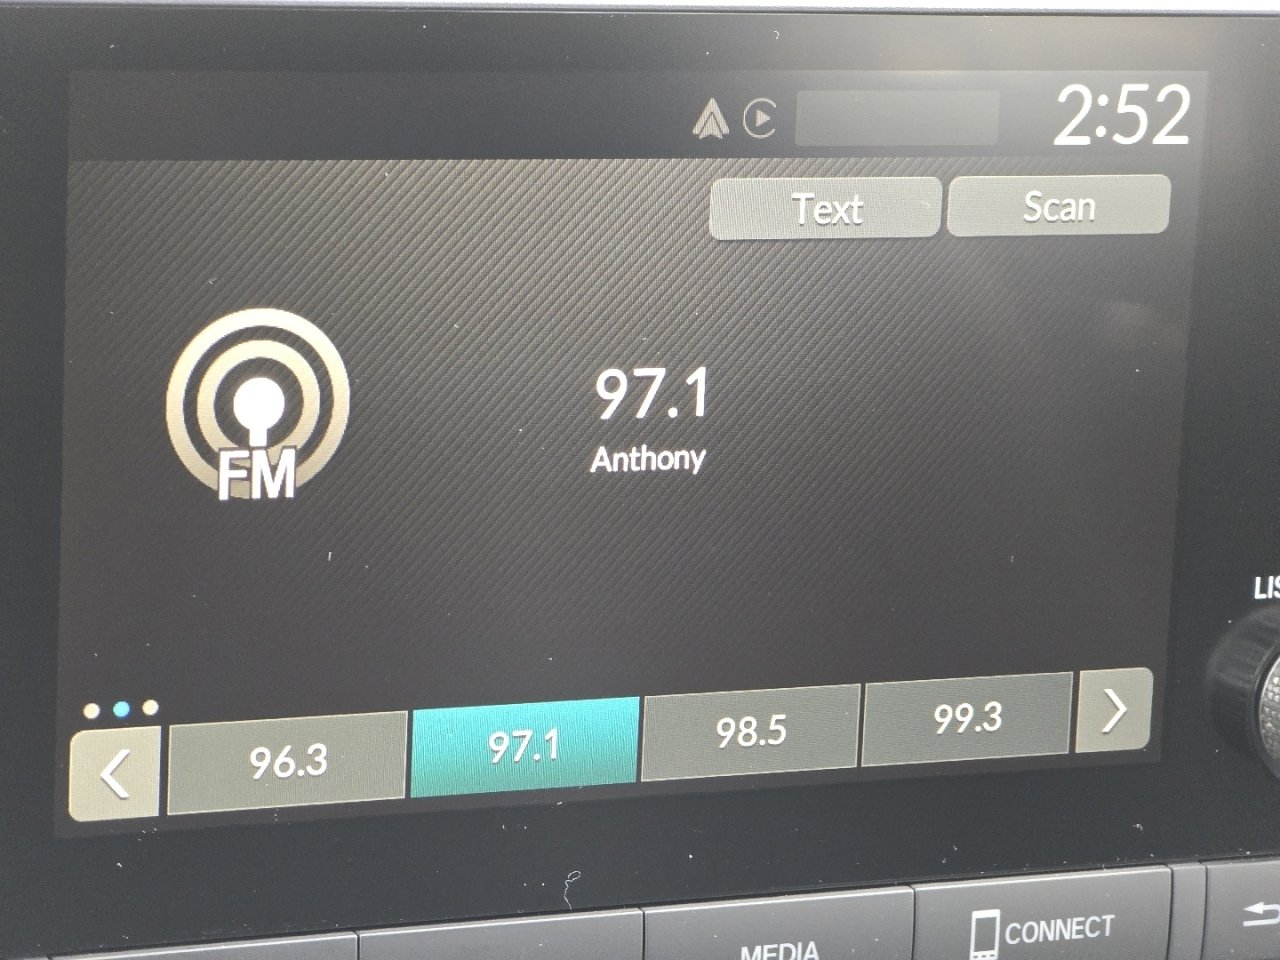 2:52
Text
Scan
FM
97.1
Anthony
96.3
97.1
98.5
99.3
MEDIA
CONNECT